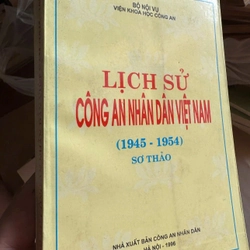 BỘ NỘI VỤ
VIỆN KHOA HỌC CÔNG AN
LỊCH SỬ
CÔNG AN NHÂN DÂN VIỆT NAM
(1945 - 1954)
SƠ THẢO
NHÀ XUẤT BẢN CÔNG AN NHÂN DÂN
HÀ NỘI - 1996